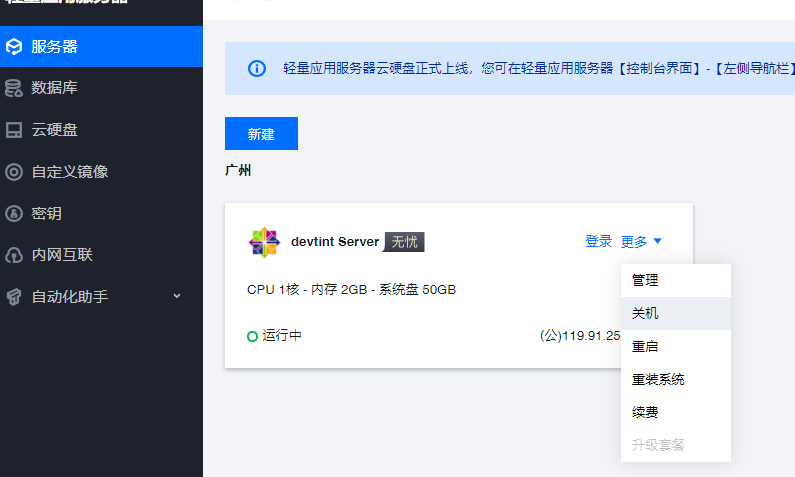 服务器
数据库
云硬盘
自定义镜像
密钥
内网互联
自动化助手
轻量应用服务器云硬盘正式上线，您可在轻量应用服务器【控制台界面】-【左侧导航栏】
新建
广州
devtint Server 无忧
登录 更多
CPU 1核 - 内存 2GB - 系统盘 50GB
运行中
(公)119.91.25
管理
关机
重启
重装系统
续费
升级套餐